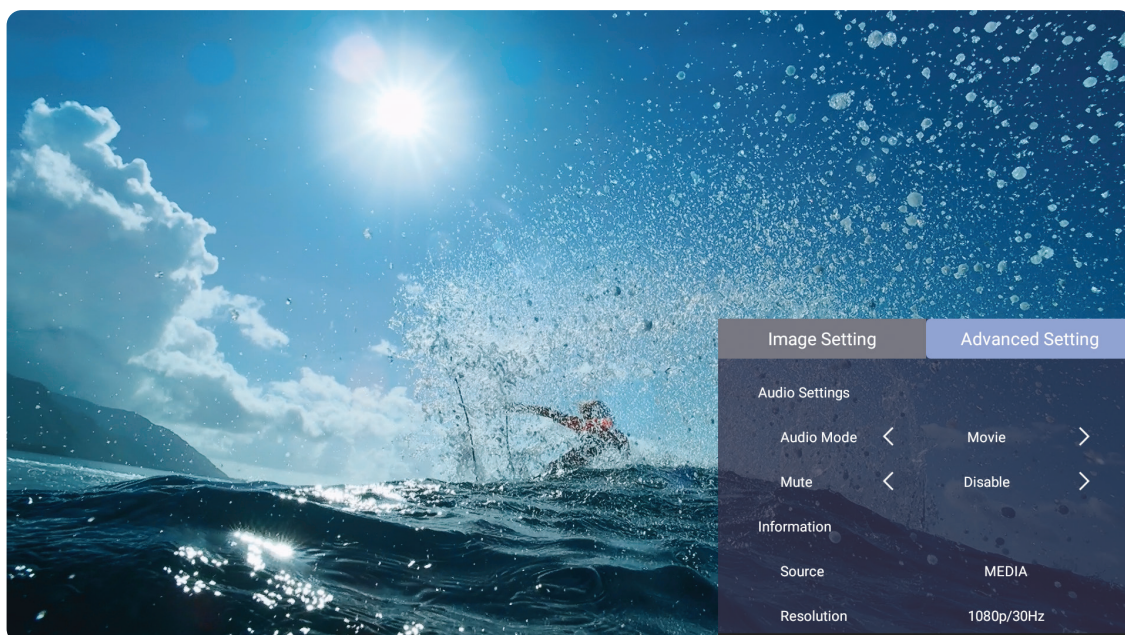 Image Setting Advanced Setting
Audio Settings
Audio Mode Movie
Mute Disable
Information
Source MEDIA
Resolution 1080p/30Hz